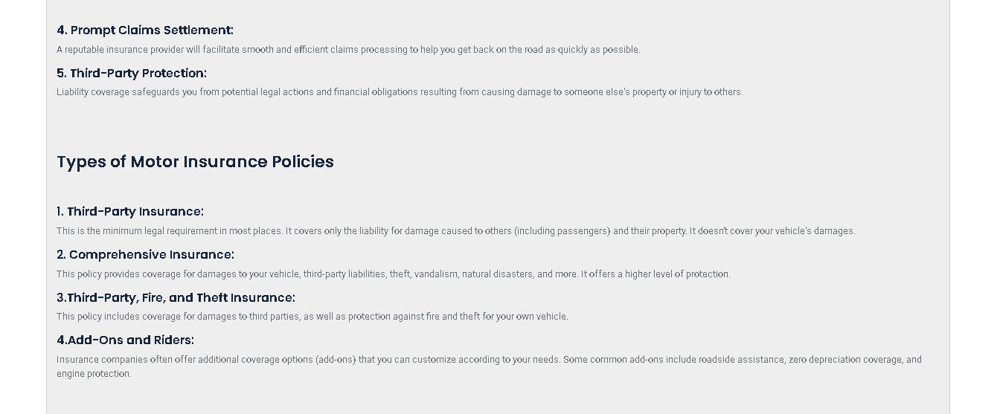 4. Prompt Claims Settlement:
A reputable insurance provider will facilitate smooth and efficient claims processing to help you get back on the road as quickly as possible.
5. Third-Party Protection:
Liability coverage safeguards you from potential legal actions and financial obligations resulting from causing damage to someone else's property or injury to others.
Types of Motor Insurance Policies
1. Third-Party Insurance:
This is the minimum legal requirement in most places. It covers only the liability for damage caused to others (including passengers) and their property. It doesn't cover your vehicle's damages.
2. Comprehensive Insurance:
This policy provides coverage for damages to your vehicle, third-party liabilities, theft, vandalism, natural disasters, and more. It offers a higher level of protection.
3.Third-Party, Fire, and Theft Insurance:
This policy includes coverage for damages to third parties, as well as protection against fire and theft for your own vehicle.
4.Add-Ons and Riders:
Insurance companies often offer additional coverage options (add-ons) that you can customize according to your needs. Some common add-ons include roadside assistance, zero depreciation coverage, and
engine protection.